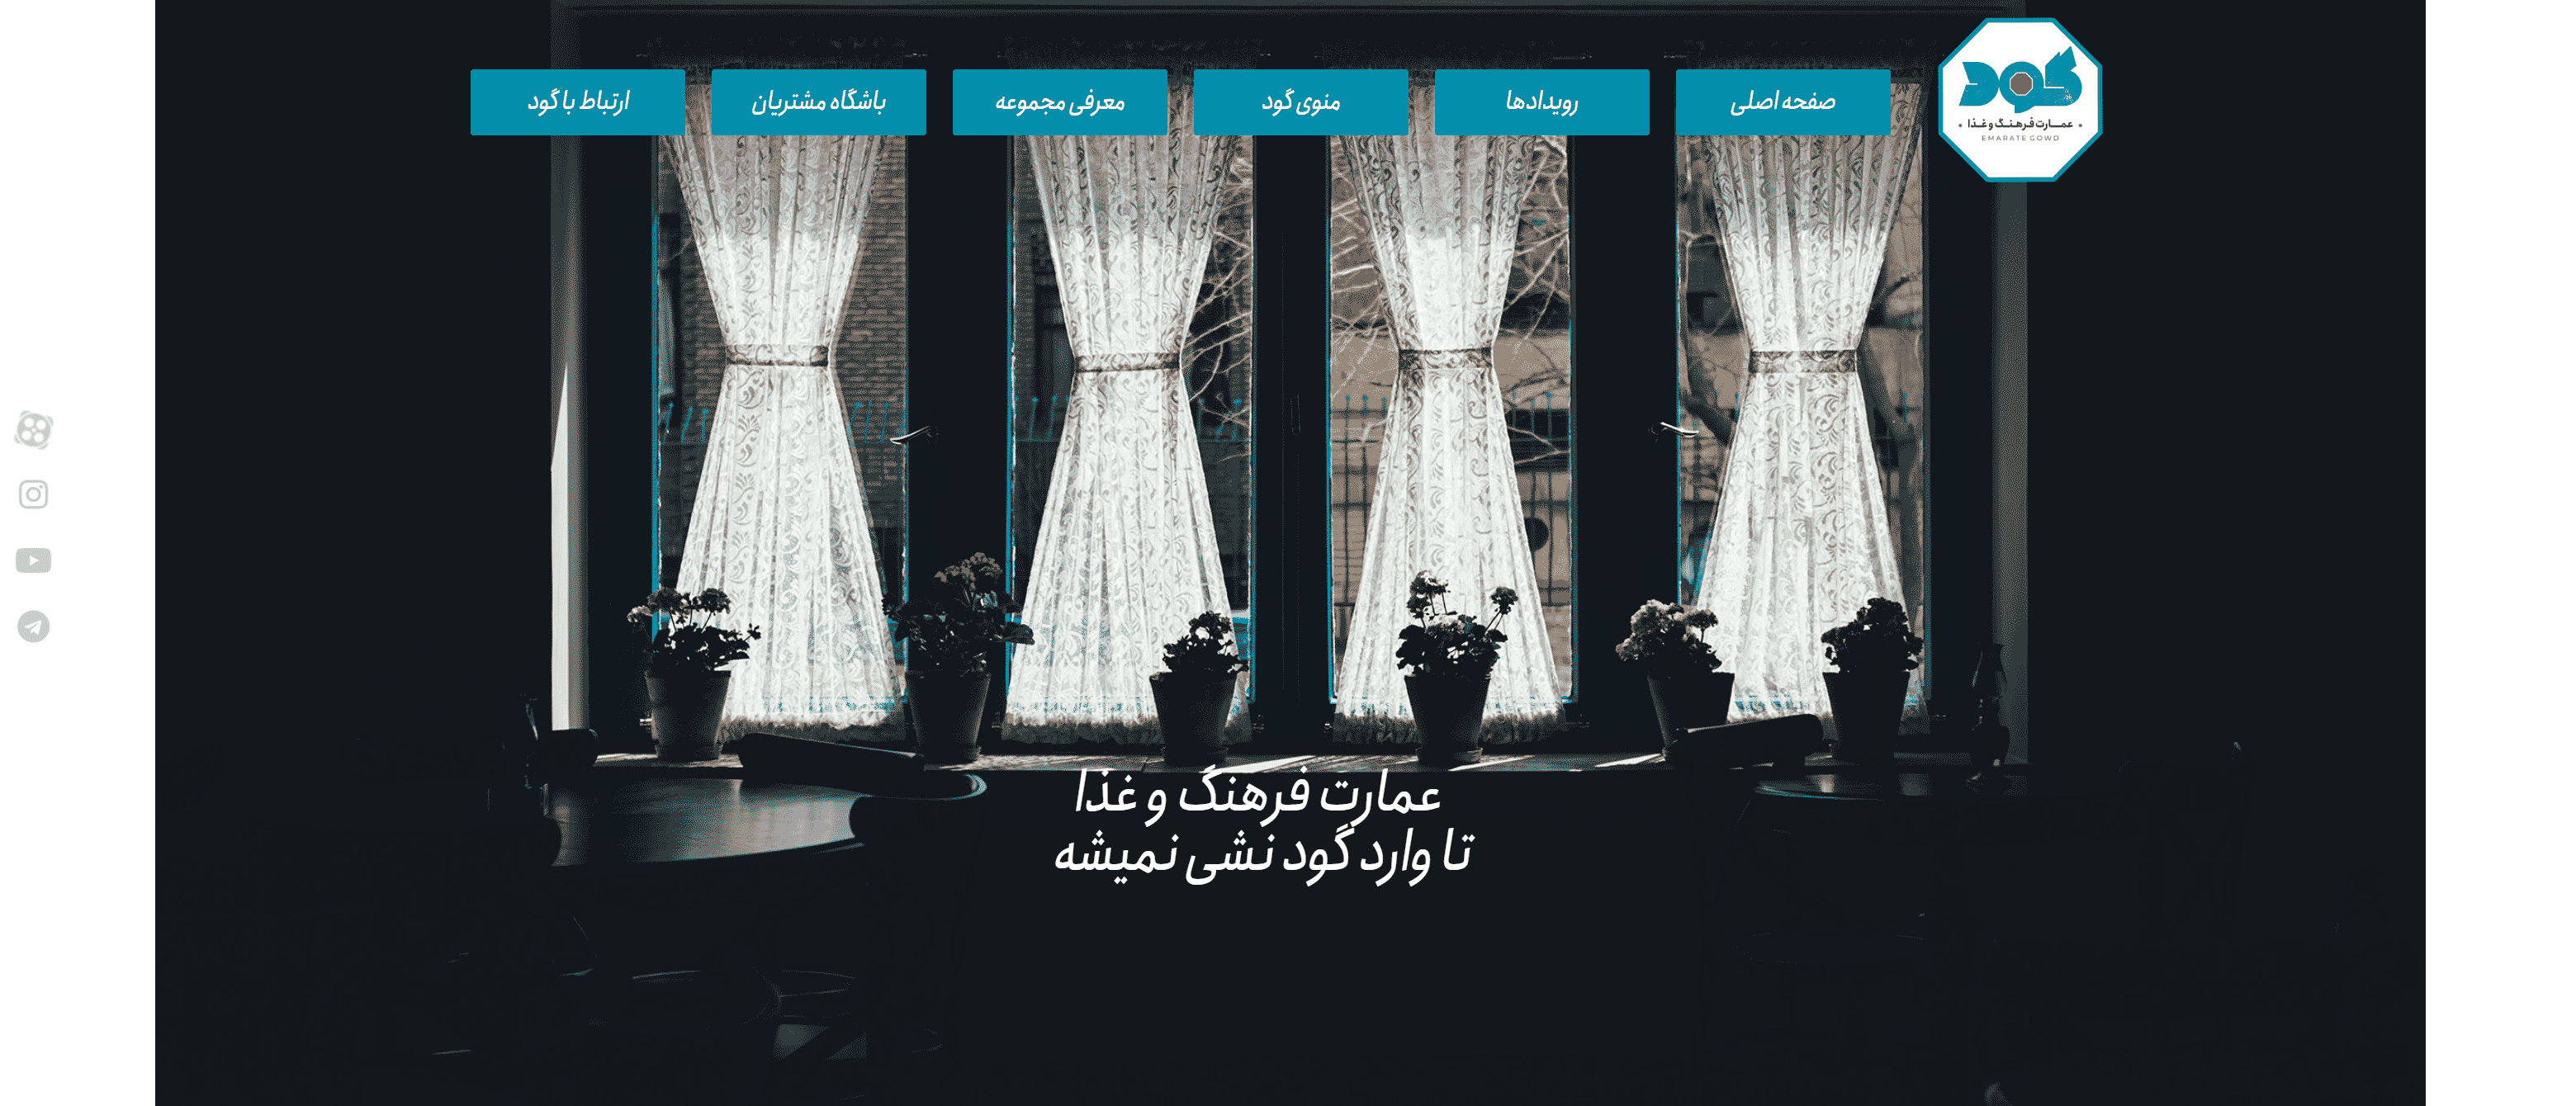 گود
• عمارت فرهنگ و غذا •
EMARATE GOWD
صفحه اصلی
رویدادها
منوی گود
معرفی مجموعه
باشگاه مشتریان
ارتباط با گود
عمارت فرهنگ و غذا
تا وارد گود نشی نمیشه